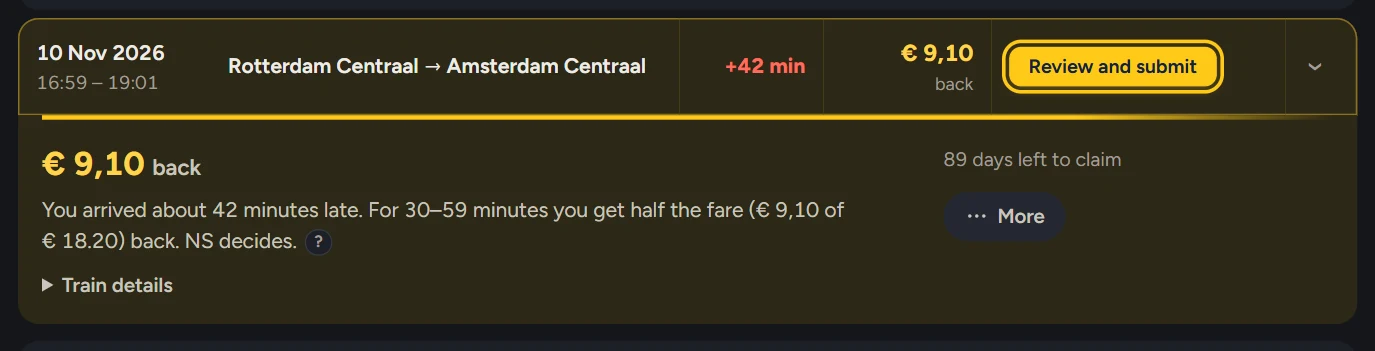 10 Nov 2026
16:59 – 19:01
Rotterdam Centraal → Amsterdam Centraal
+42 min
€ 9,10
back
Review and submit
€ 9,10 back
You arrived about 42 minutes late. For 30–59 minutes you get half the fare (€ 9,10 of
€ 18.20) back. NS decides. ?
Train details
89 days left to claim
··· More